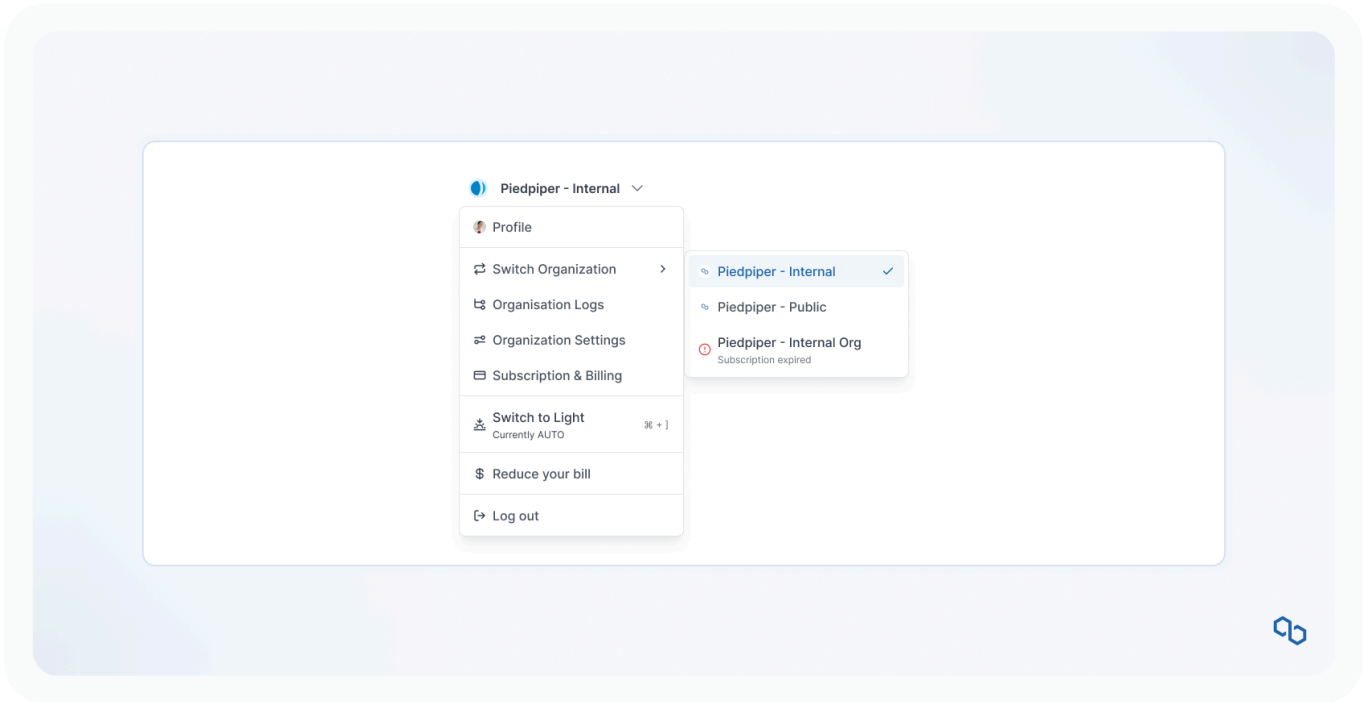 Piedpiper - Internal
Profile
Switch Organization
Organisation Logs
Organization Settings
Subscription & Billing
Switch to Light
Currently AUTO
⌘ + ]
Reduce your bill
Log out
Piedpiper - Internal
Piedpiper - Public
Piedpiper - Internal Org
Subscription expired